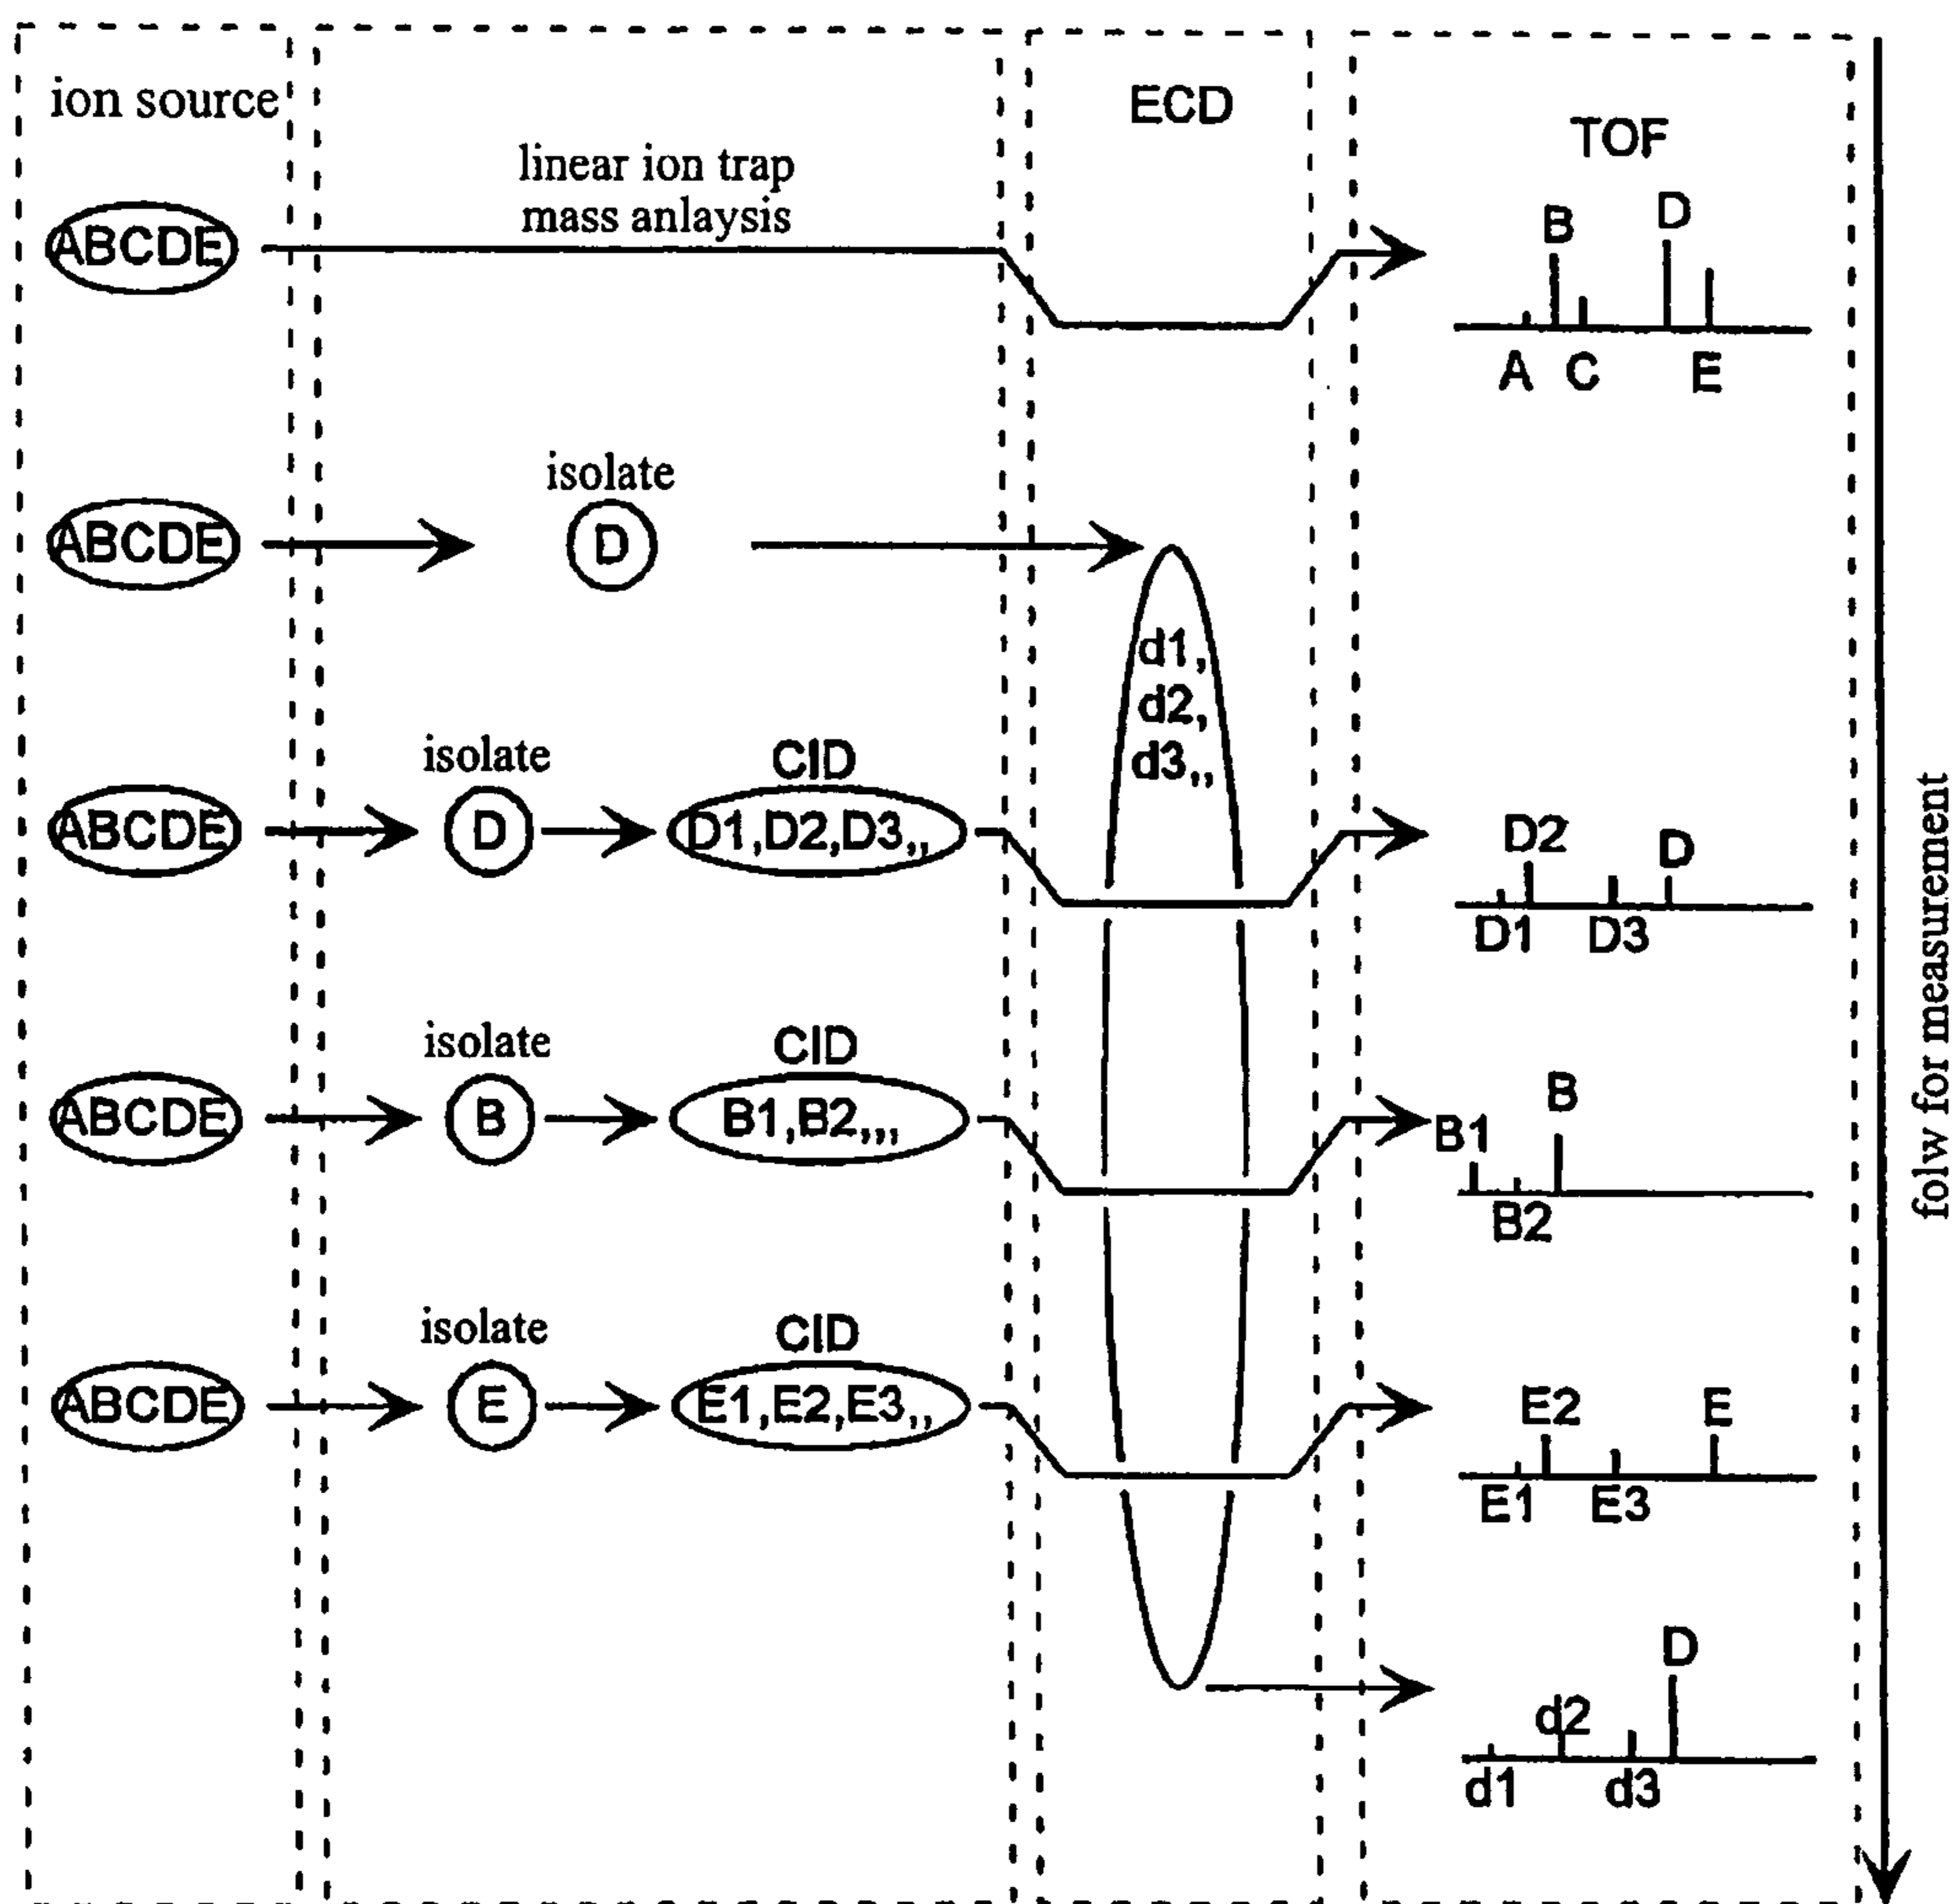 ion source
linear ion trap
mass anlaysis
ECD
TOF
ABCDE
B
D
A
C
E
ABCDE
isolate
D
d1,
d2,
d3,,
ABCDE
isolate
D
CID
D1,D2,D3,,
D2
D
D1
D3
ABCDE
isolate
B
CID
B1,B2,,,
B1
B
B2
ABCDE
isolate
E
CID
E1,E2,E3,,
E2
E
E1
E3
D
d2
d1
d3
folw for measurement